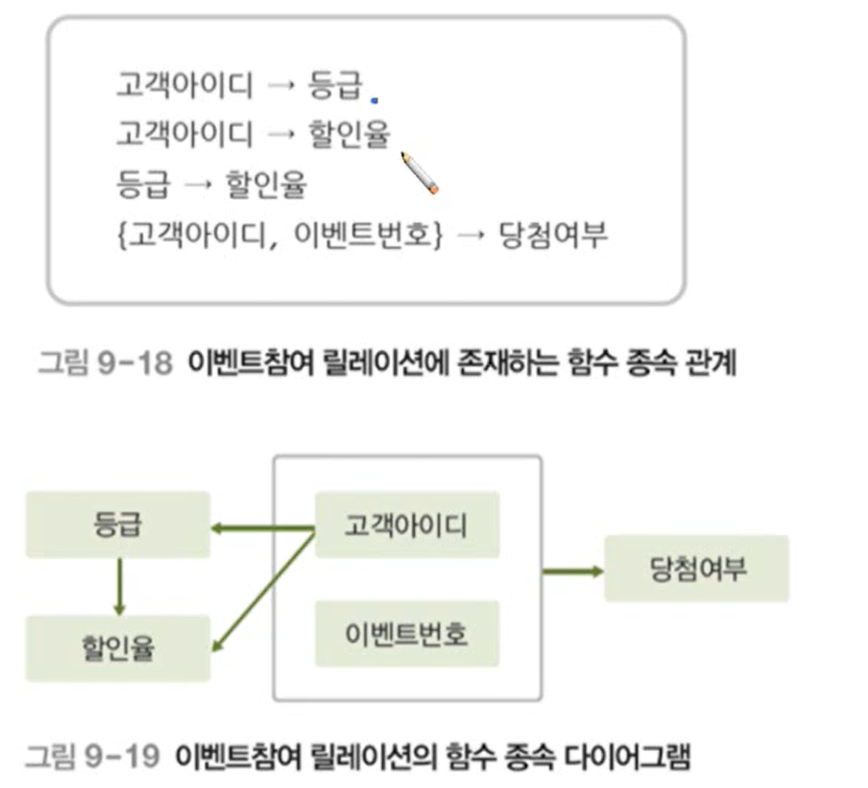 고객아이디 → 등급
고객아이디 → 할인율
등급 → 할인율
{고객아이디, 이벤트번호} → 당첨여부
그림 9-18 이벤트참여 릴레이션에 존재하는 함수 종속 관계
등급
고객아이디
당첨여부
할인율
이벤트번호
그림 9-19 이벤트참여 릴레이션의 함수 종속 다이어그램